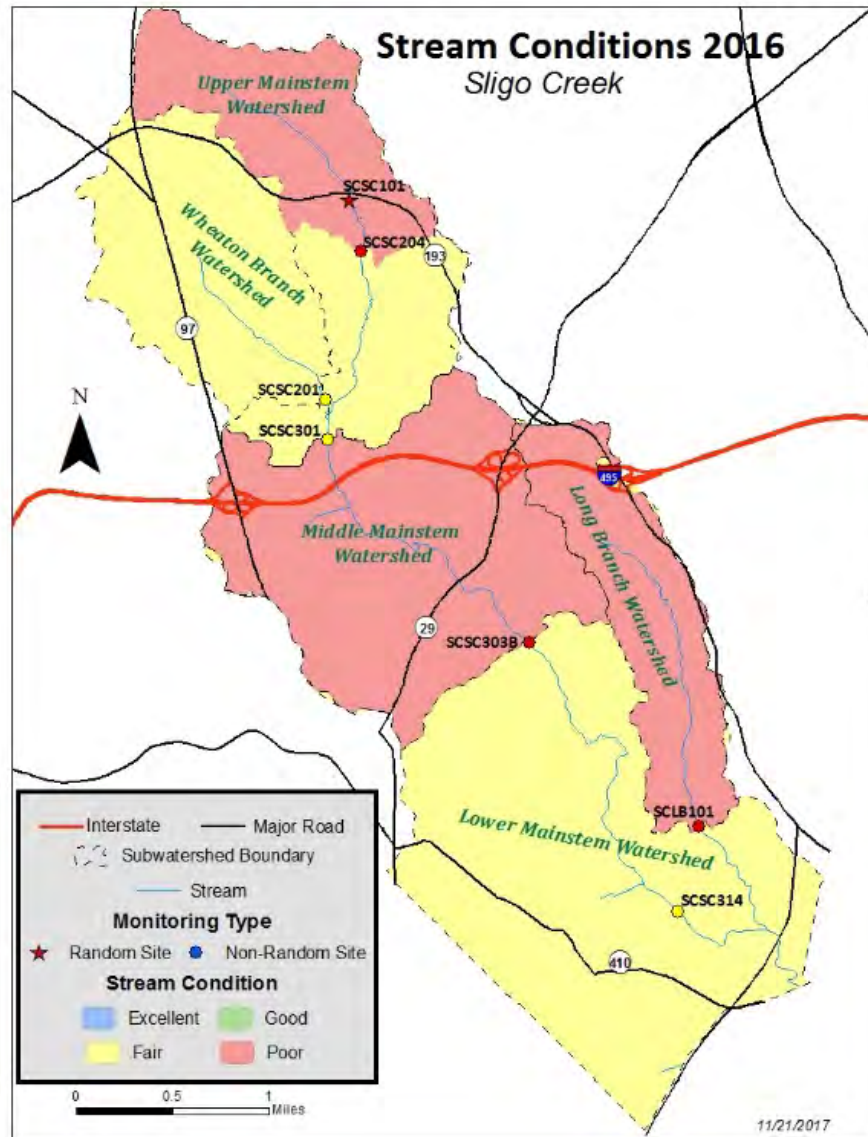 Stream Conditions 2016
Sligo Creek
Upper Mainstem
Watershed
SCSC101
Wheaton Branch
Watershed
SCSC204
193
97
SCSC201
N
SCSC301
495
Middle Mainstem
Watershed
Long Branch Watershed
29
SCSC303B
SCLB101
Lower Mainstem Watershed
SCSC314
410
Interstate Major Road
Subwatershed Boundary
Stream
Monitoring Type
Random Site Non-Random Site
Stream Condition
Excellent Good
Fair Poor
0 0.5 1
Miles
11/21/2017